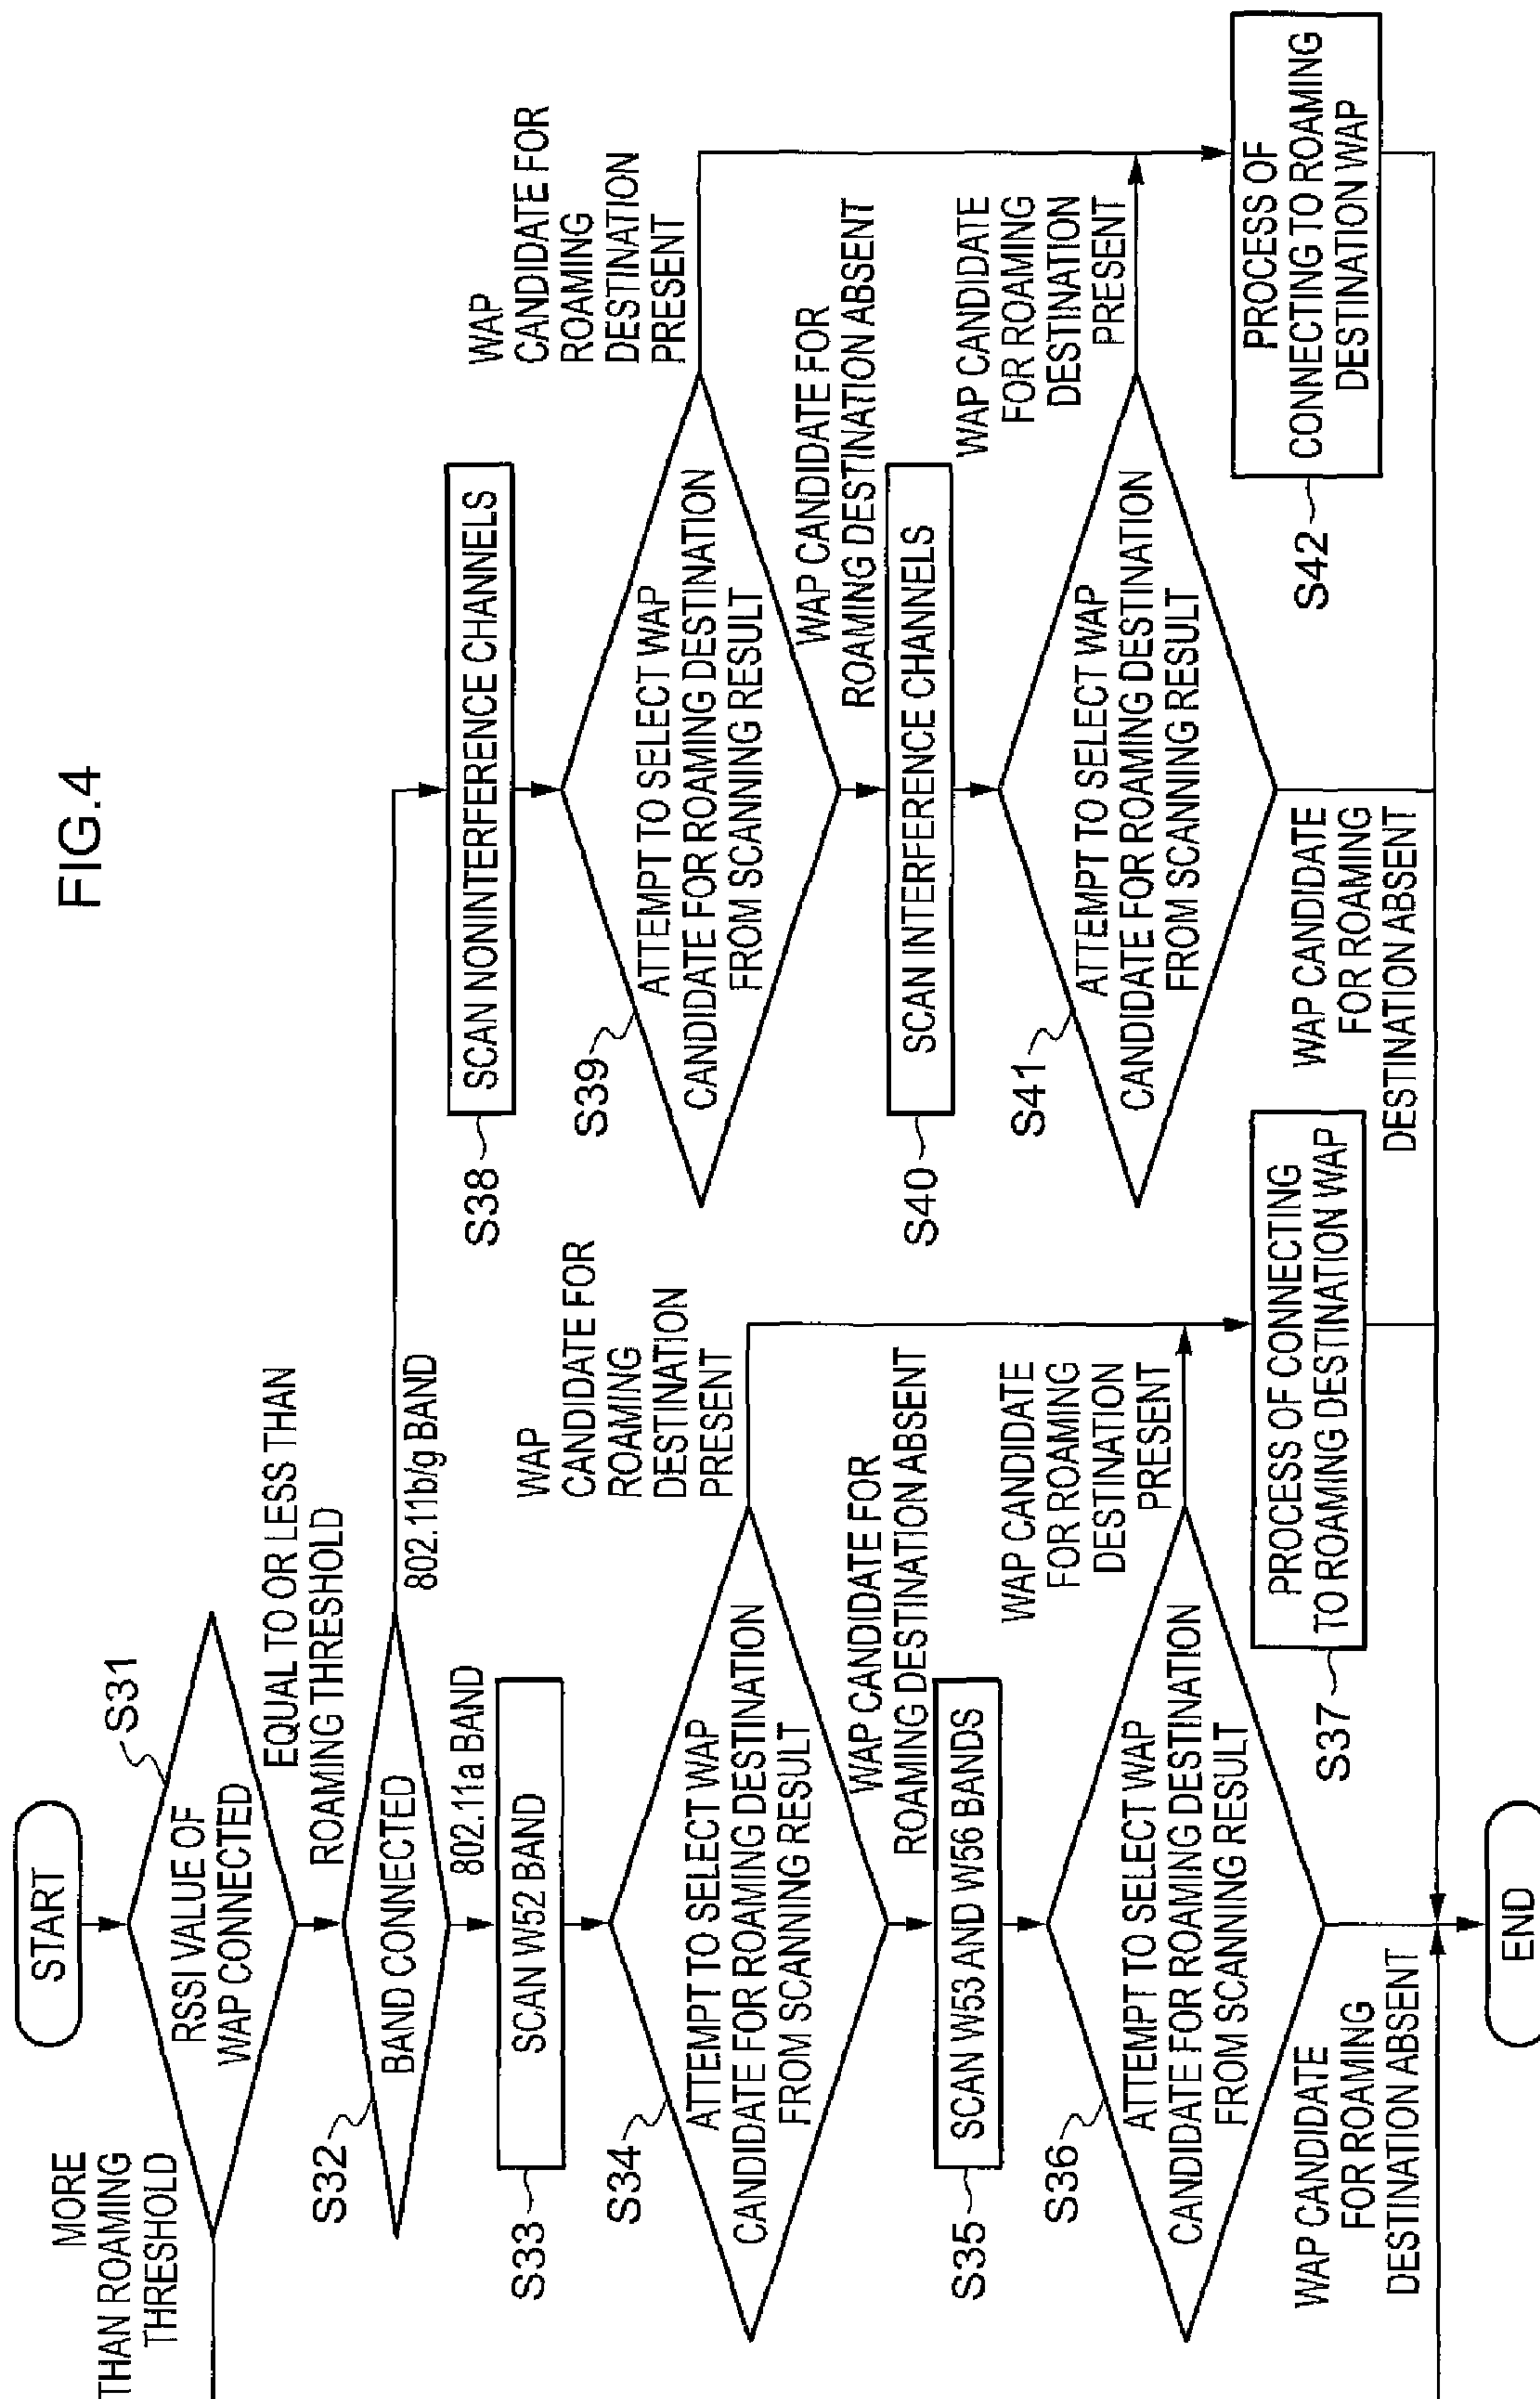 FIG.4
START
S31
RSSI VALUE OF
WAP CONNECTED
MORE
THAN ROAMING
THRESHOLD
EQUAL TO OR LESS THAN
ROAMING THRESHOLD
S32
BAND CONNECTED
802.11b/g BAND
802.11a BAND
S33
SCAN W52 BAND
S34
ATTEMPT TO SELECT WAP
CANDIDATE FOR ROAMING DESTINATION
FROM SCANNING RESULT
WAP
CANDIDATE FOR
ROAMING
DESTINATION
PRESENT
WAP CANDIDATE FOR
ROAMING DESTINATION ABSENT
S35
SCAN W53 AND W56 BANDS
S36
ATTEMPT TO SELECT WAP
CANDIDATE FOR ROAMING DESTINATION
FROM SCANNING RESULT
WAP CANDIDATE
FOR ROAMING
DESTINATION
PRESENT
WAP CANDIDATE
FOR ROAMING
DESTINATION ABSENT
S37
PROCESS OF CONNECTING
TO ROAMING DESTINATION WAP
S38
SCAN NONINTERFERENCE CHANNELS
S39
ATTEMPT TO SELECT WAP
CANDIDATE FOR ROAMING DESTINATION
FROM SCANNING RESULT
WAP
CANDIDATE FOR
ROAMING
DESTINATION
PRESENT
WAP CANDIDATE FOR
ROAMING DESTINATION ABSENT
S40
SCAN INTERFERENCE CHANNELS
S41
ATTEMPT TO SELECT WAP
CANDIDATE FOR ROAMING DESTINATION
FROM SCANNING RESULT
WAP CANDIDATE
FOR ROAMING
DESTINATION
PRESENT
WAP CANDIDATE
FOR ROAMING
DESTINATION ABSENT
S42
PROCESS OF
CONNECTING TO ROAMING
DESTINATION WAP
END